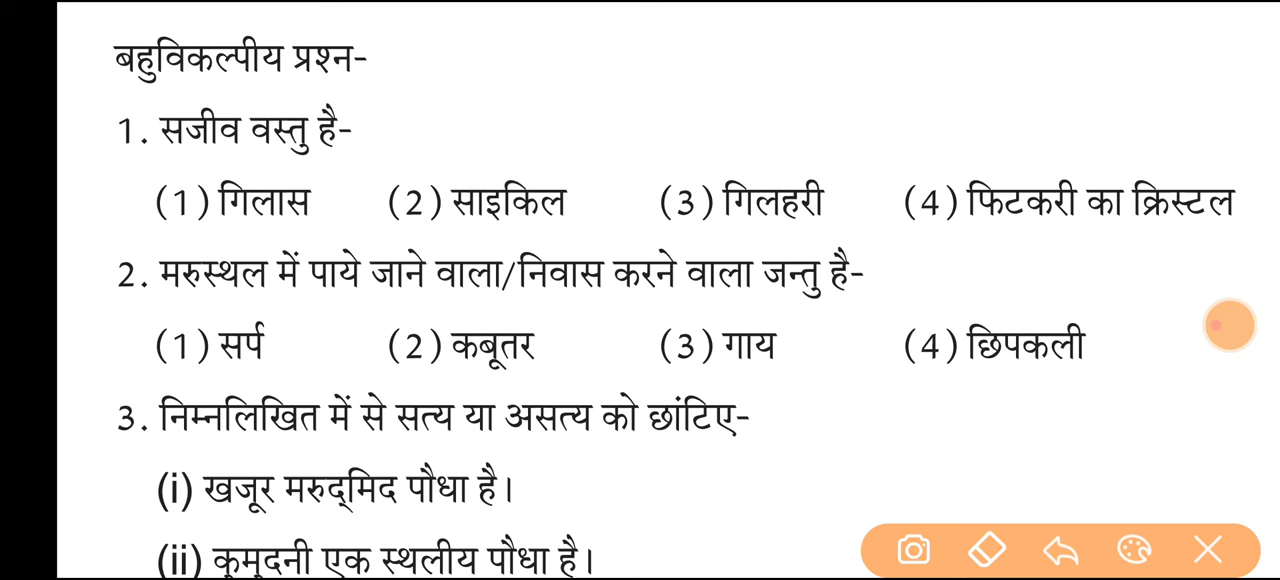 बहुविकल्पीय प्रश्न-
1. सजीव वस्तु है-
(1) गिलास (2) साइकिल (3) गिलहरी (4) फिटकरी का क्रिस्टल
2. मरुस्थल में पाये जाने वाला/निवास करने वाला जन्तु है-
(1) सर्प (2) कबूतर (3) गाय (4) छिपकली
3. निम्नलिखित में से सत्य या असत्य को छांटिए-
(i) खजूर मरुद्मिद पौधा है।
(ii) कुमुदनी एक स्थलीय पौधा है।